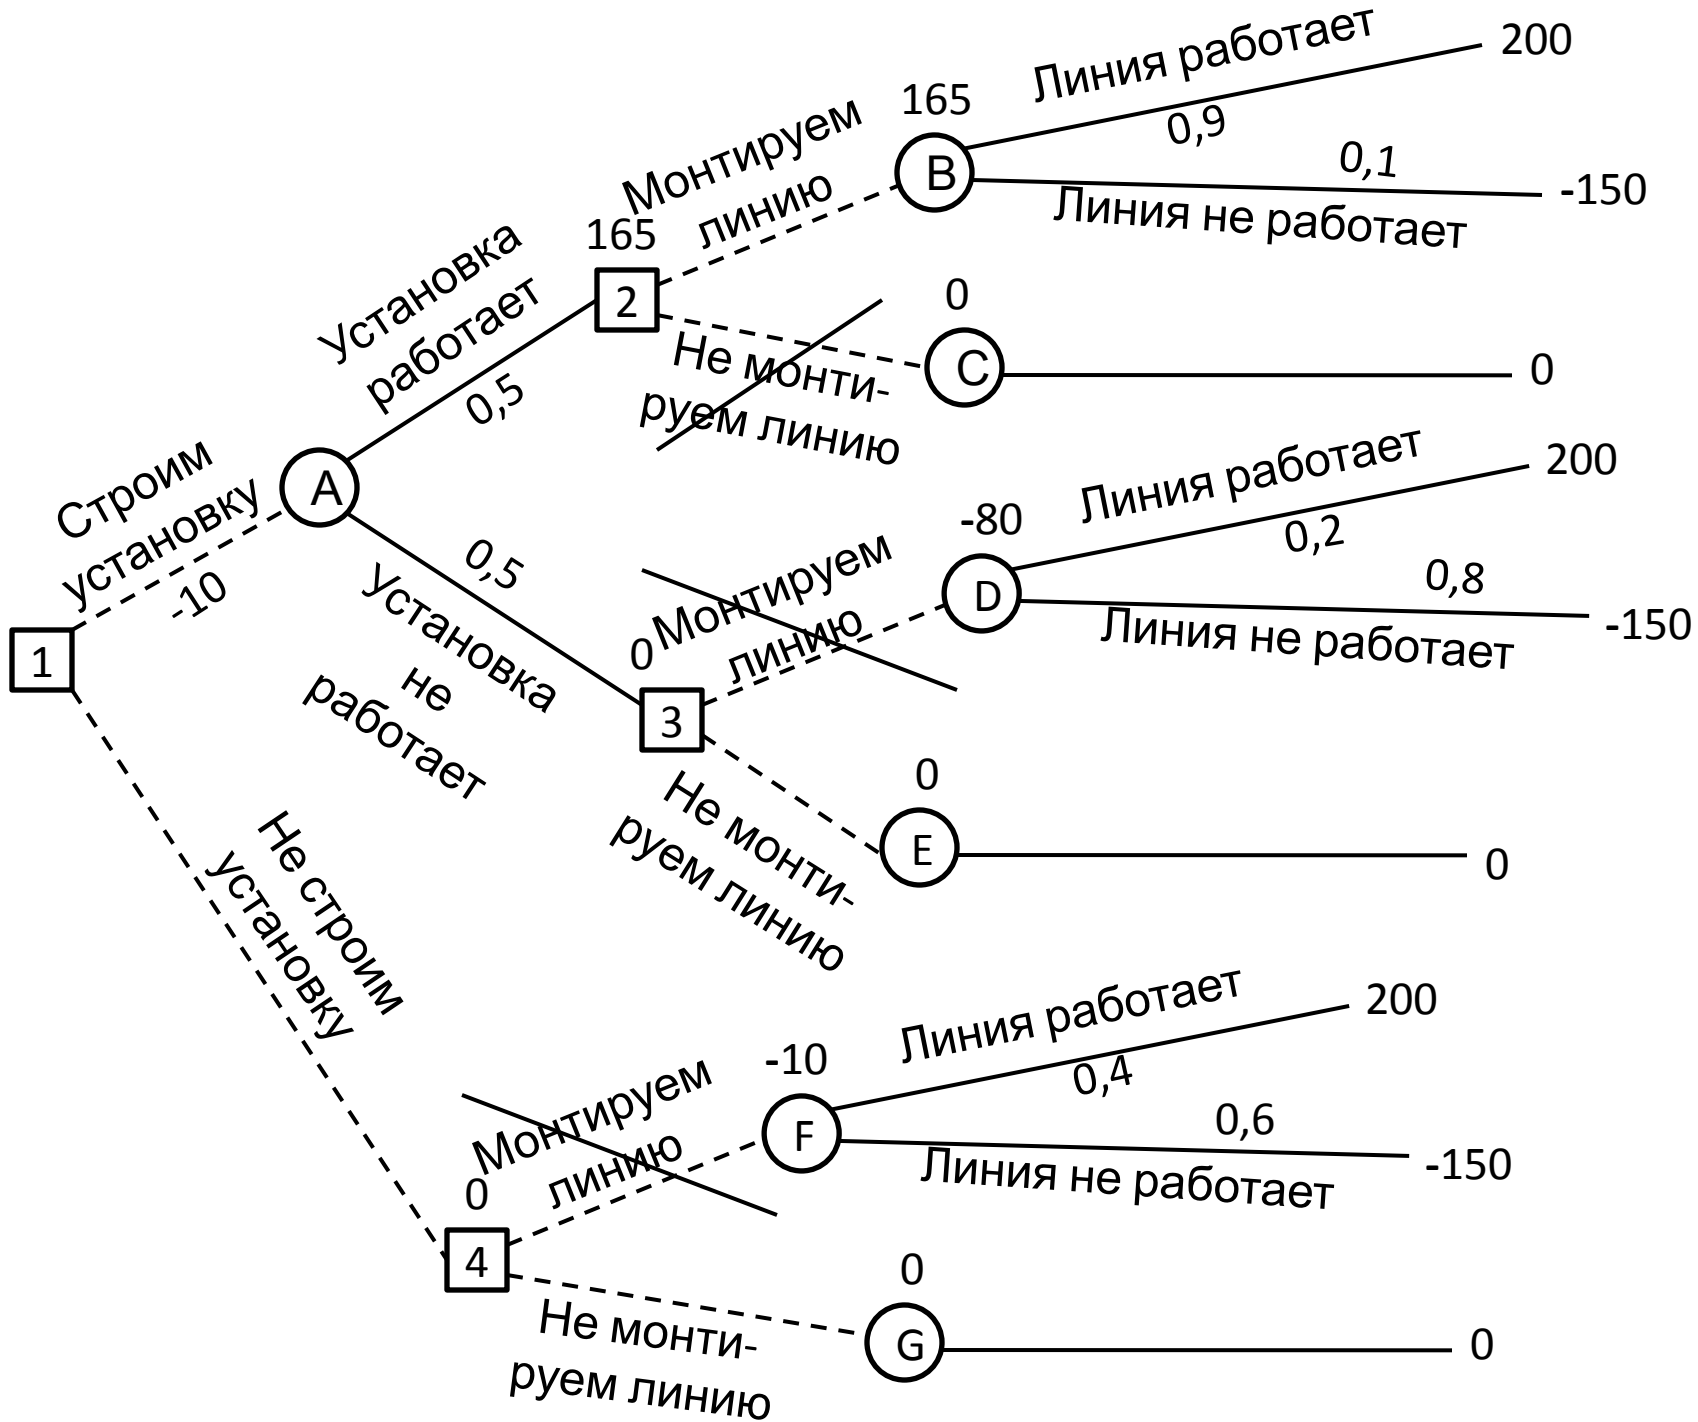 Линия работает
200
0,9
165
B
0,1
-150
Линия не работает
Монтируем
линию
165
2
Установка
работает
0,5
0
C
0
Не монти-
руем линию
Строим
установку
-10
A
1
0,5
Установка
не
работает
Линия работает
200
0,2
-80
D
0,8
-150
Линия не работает
Монтируем
линию
0
3
Не монти-
руем линию
0
E
0
Не строим
установку
Линия работает
200
0,4
-10
F
0,6
-150
Линия не работает
Монтируем
линию
0
4
0
G
0
Не монти-
руем линию